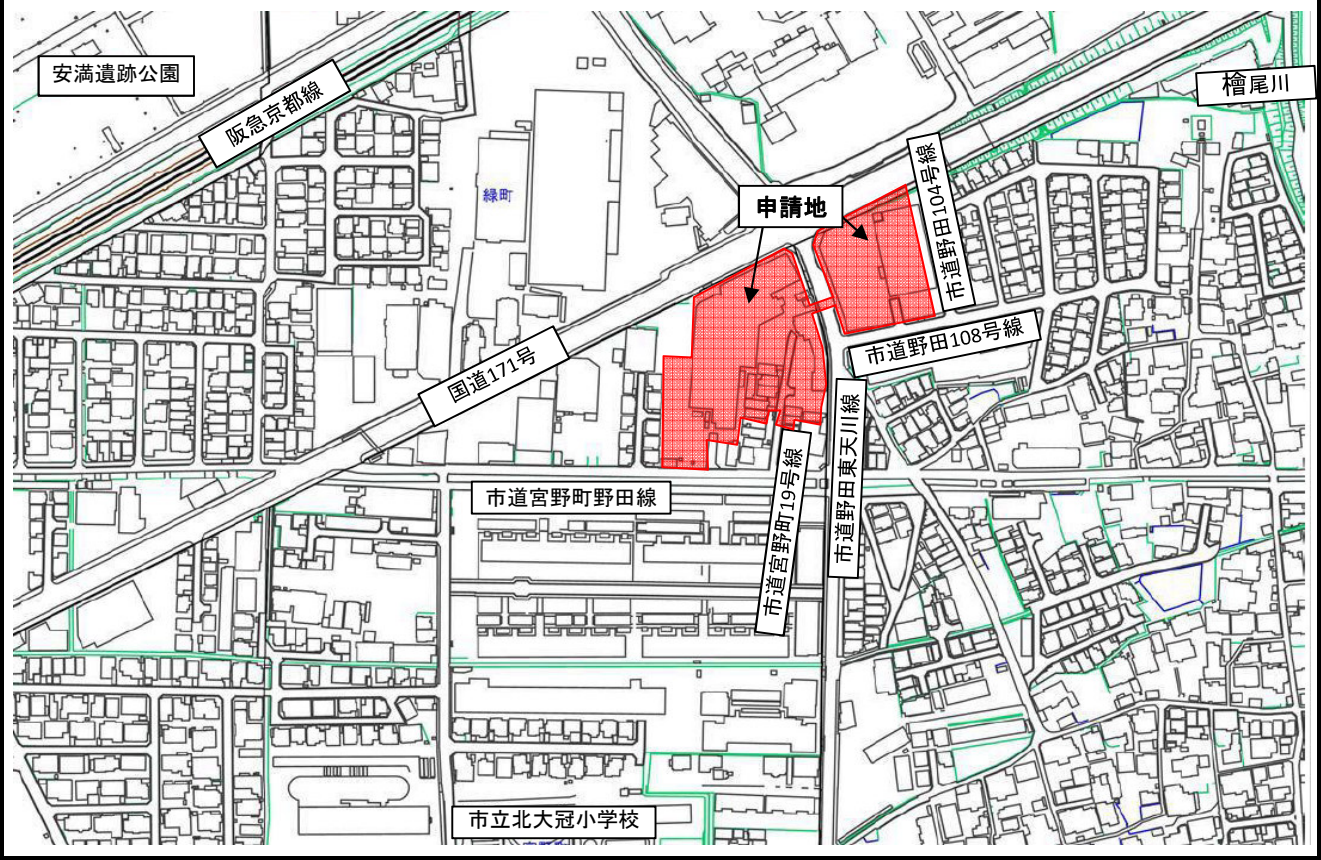 安満遺跡公園
阪急京都線
檜尾川
緑町
申請地
市道野田104号線
国道171号
市道野田108号線
市道宮野町野田線
市道宮野町19号線
市道野田東天川線
市立北大冠小学校